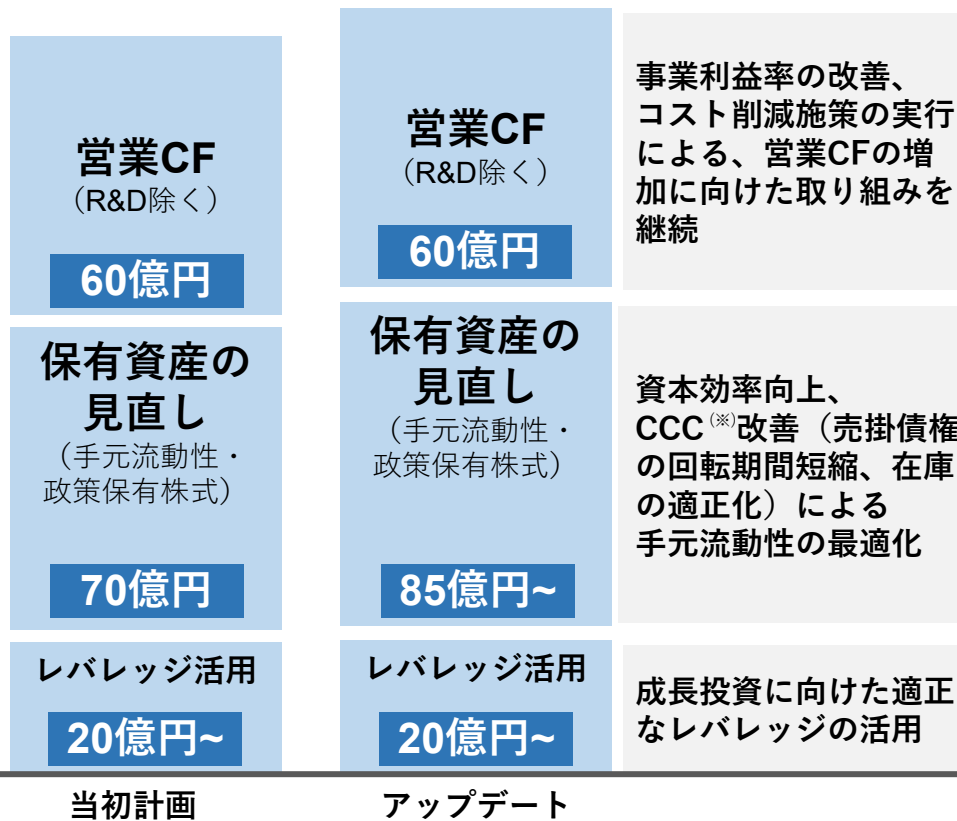 営業CF
（R&D除く）
60億円
保有資産の
見直し
（手元流動性・
政策保有株式）
70億円
レバレッジ活用
20億円~
当初計画
営業CF
（R&D除く）
60億円
保有資産の
見直し
（手元流動性・
政策保有株式）
85億円~
レバレッジ活用
20億円~
アップデート
事業利益率の改善、
コスト削減施策の実行
による、営業CFの増
加に向けた取り組みを
継続
資本効率向上、
CCC（※）改善（売掛債権
の回転期間短縮、在庫
の適正化）による
手元流動性の最適化
成長投資に向けた適正
なレバレッジの活用